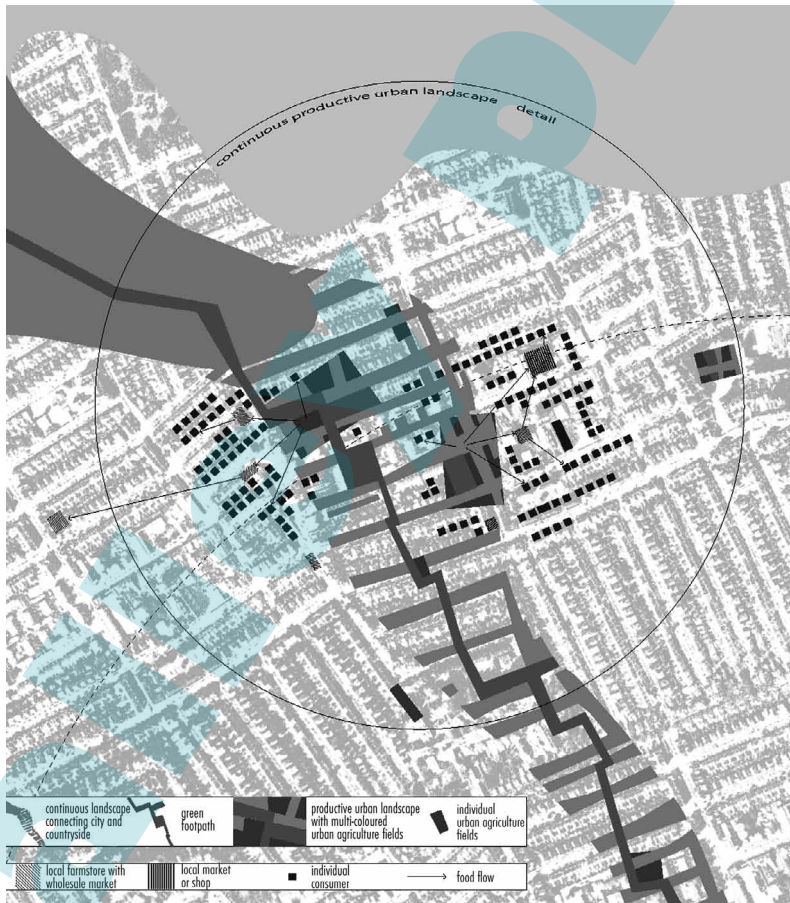 continuous productive urban landscape detail
continuous landscape
connecting city and
countryside
green
footpath
productive urban landscape
with multi-coloured
urban agriculture fields
individual
urban agriculture
fields
local farmstore with
wholesale market
local market
or shop
individual
consumer
food flow